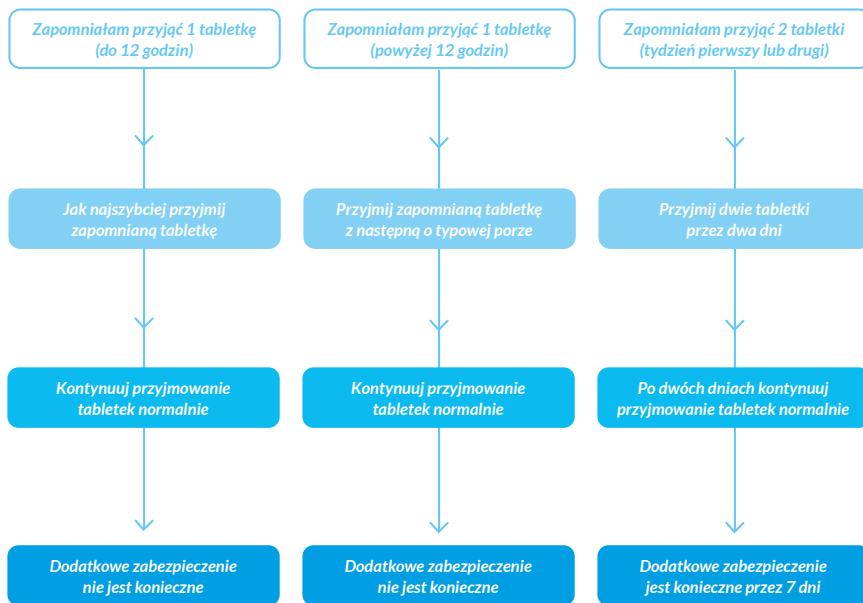 Zapomniałam przyjąć 1 tabletkę
(do 12 godzin)
Zapomniałam przyjąć 1 tabletkę
(powyżej 12 godzin)
Zapomniałam przyjąć 2 tabletki
(tydzień pierwszy lub drugi)
Jak najszybciej przyjmij
zapomnianą tabletkę
Przyjmij zapomnianą tabletkę
z następną o typowej porze
Przyjmij dwie tabletki
przez dwa dni
Kontynuuj przyjmowanie
tabletek normalnie
Kontynuuj przyjmowanie
tabletek normalnie
Po dwóch dniach kontynuuj
przyjmowanie tabletek normalnie
Dodatkowe zabezpieczenie
nie jest konieczne
Dodatkowe zabezpieczenie
nie jest konieczne
Dodatkowe zabezpieczenie
jest konieczne przez 7 dni